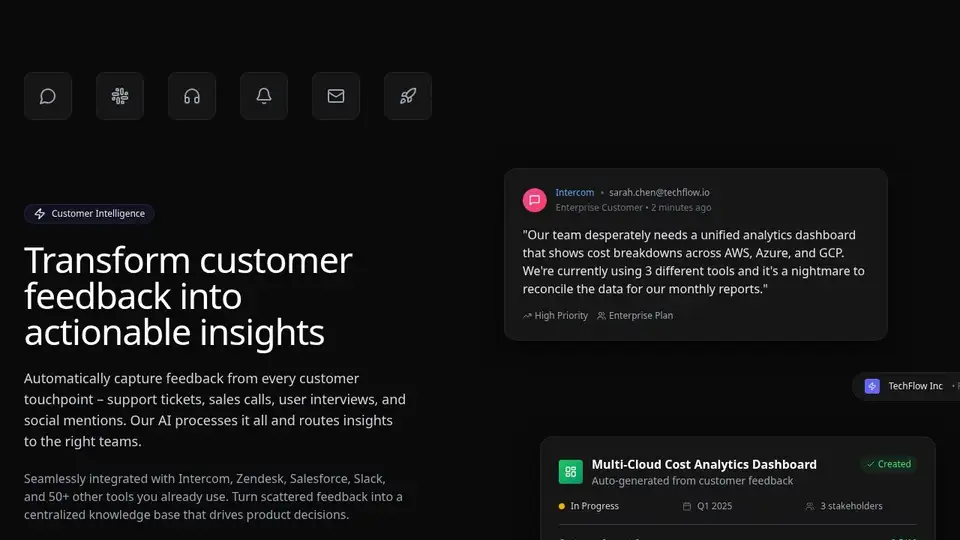 Customer Intelligence
Transform customer
feedback into
actionable insights
Automatically capture feedback from every customer
touchpoint – support tickets, sales calls, user interviews, and
social mentions. Our AI processes it all and routes insights
to the right teams.
Seamlessly integrated with Intercom, Zendesk, Salesforce, Slack,
and 50+ other tools you already use. Turn scattered feedback into a
centralized knowledge base that drives product decisions.
Intercom • sarah.chen@techflow.io
Enterprise Customer • 2 minutes ago
"Our team desperately needs a unified analytics dashboard
that shows cost breakdowns across AWS, Azure, and GCP.
We're currently using 3 different tools and it's a nightmare to
reconcile the data for our monthly reports."
High Priority Enterprise Plan
TechFlow Inc •
Multi-Cloud Cost Analytics Dashboard
Created
Auto-generated from customer feedback
In Progress Q1 2025 3 stakeholders